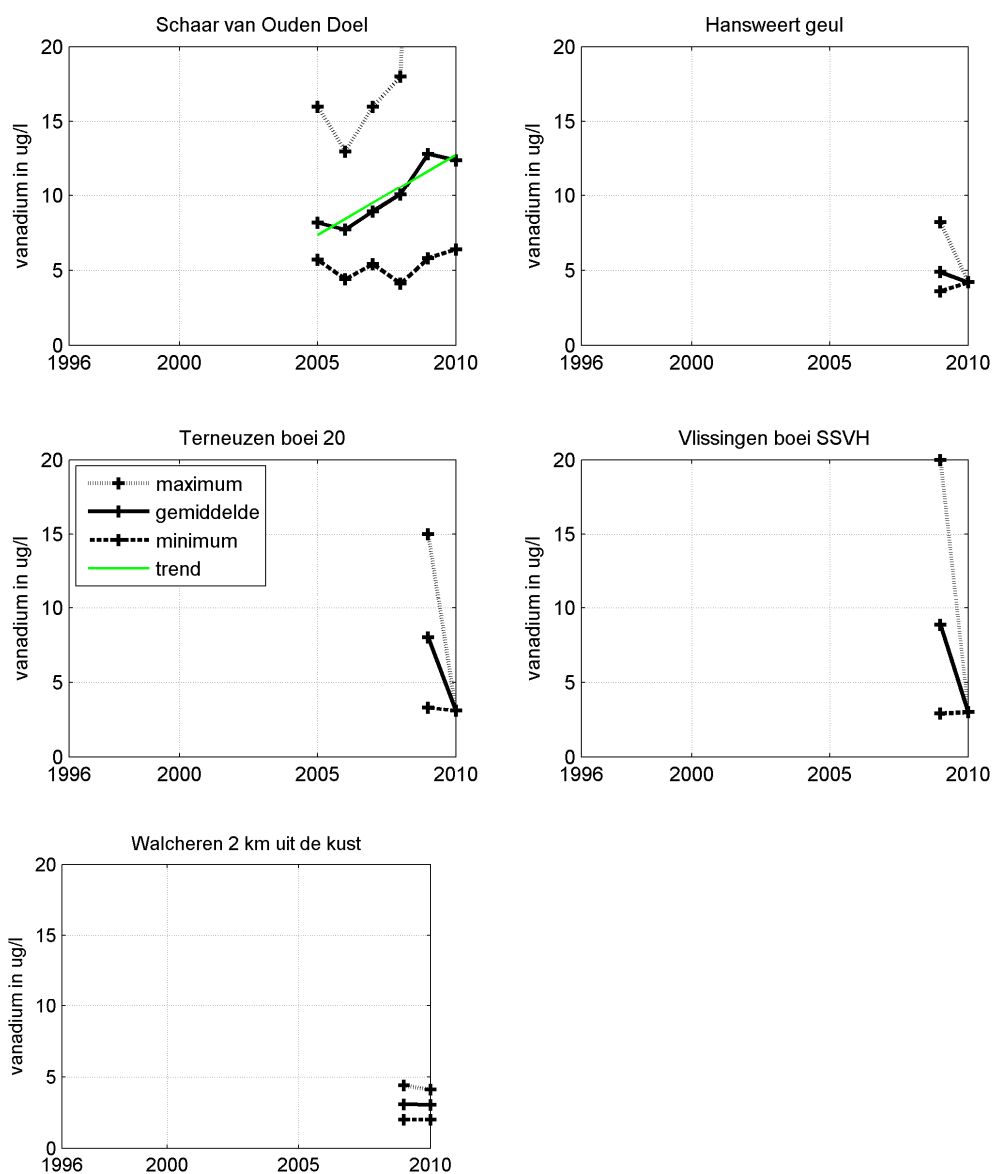 Schaar van Ouden Doel
vanadium in ug/l
20
15
10
5
0
1996 2000 2005 2010
Hansweert geul
vanadium in ug/l
20
15
10
5
0
1996 2000 2005 2010
Terneuzen boei 20
vanadium in ug/l
20
15
10
5
0
1996 2000 2005 2010
maximum
gemiddelde
minimum
trend
Vlissingen boei SSVH
vanadium in ug/l
20
15
10
5
0
1996 2000 2005 2010
Walcheren 2 km uit de kust
vanadium in ug/l
20
15
10
5
0
1996 2000 2005 2010